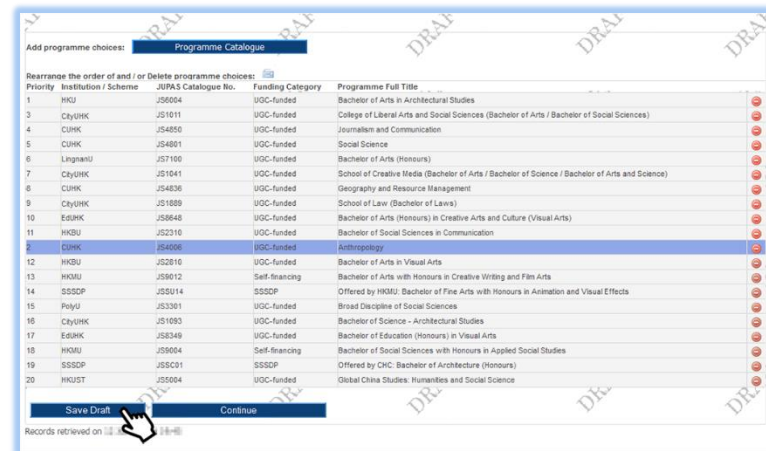 Add programme choices: Programme Catalogue
Rearrange the order of and / or Delete programme choices:
Priority Institution / Scheme JUPAS Catalogue No. Funding Category Programme Full Title
1 HKU JS6004 UGC-funded Bachelor of Arts in Architectural Studies
3 CityUHK JS1011 UGC-funded College of Liberal Arts and Social Sciences (Bachelor of Arts / Bachelor of Social Sciences)
4 CUHK JS4850 UGC-funded Journalism and Communication
5 CUHK JS4801 UGC-funded Social Science
6 LingnanU JS7100 UGC-funded Bachelor of Arts (Honours)
7 CityUHK JS1041 UGC-funded School of Creative Media (Bachelor of Arts / Bachelor of Science / Bachelor of Arts and Science)
8 CUHK JS4836 UGC-funded Geography and Resource Management
9 CityUHK JS1889 UGC-funded School of Law (Bachelor of Laws)
10 EdUHK JS8648 UGC-funded Bachelor of Arts (Honours) in Creative Arts and Culture (Visual Arts)
11 HKBU JS2310 UGC-funded Bachelor of Social Sciences in Communication
2 CUHK JS4006 UGC-funded Anthropology
12 HKBU JS2810 UGC-funded Bachelor of Arts in Visual Arts
13 HKMU JS9012 Self-financing Bachelor of Arts with Honours in Creative Writing and Film Arts
14 SSSDP JSSU14 SSSDP Offered by HKMU: Bachelor of Fine Arts with Honours in Animation and Visual Effects
15 PolyU JS3301 UGC-funded Broad Discipline of Social Sciences
16 CityUHK JS1093 UGC-funded Bachelor of Science - Architectural Studies
17 EdUHK JS8349 UGC-funded Bachelor of Education (Honours) in Visual Arts
18 HKMU JS9004 Self-financing Bachelor of Social Sciences with Honours in Applied Social Studies
19 SSSDP JSSC01 SSSDP Offered by CHC: Bachelor of Architecture (Honours)
20 HKUST JS5004 UGC-funded Global China Studies: Humanities and Social Science
DRAFT DRAFT DRAFT
Save Draft Continue
Records retrieved on